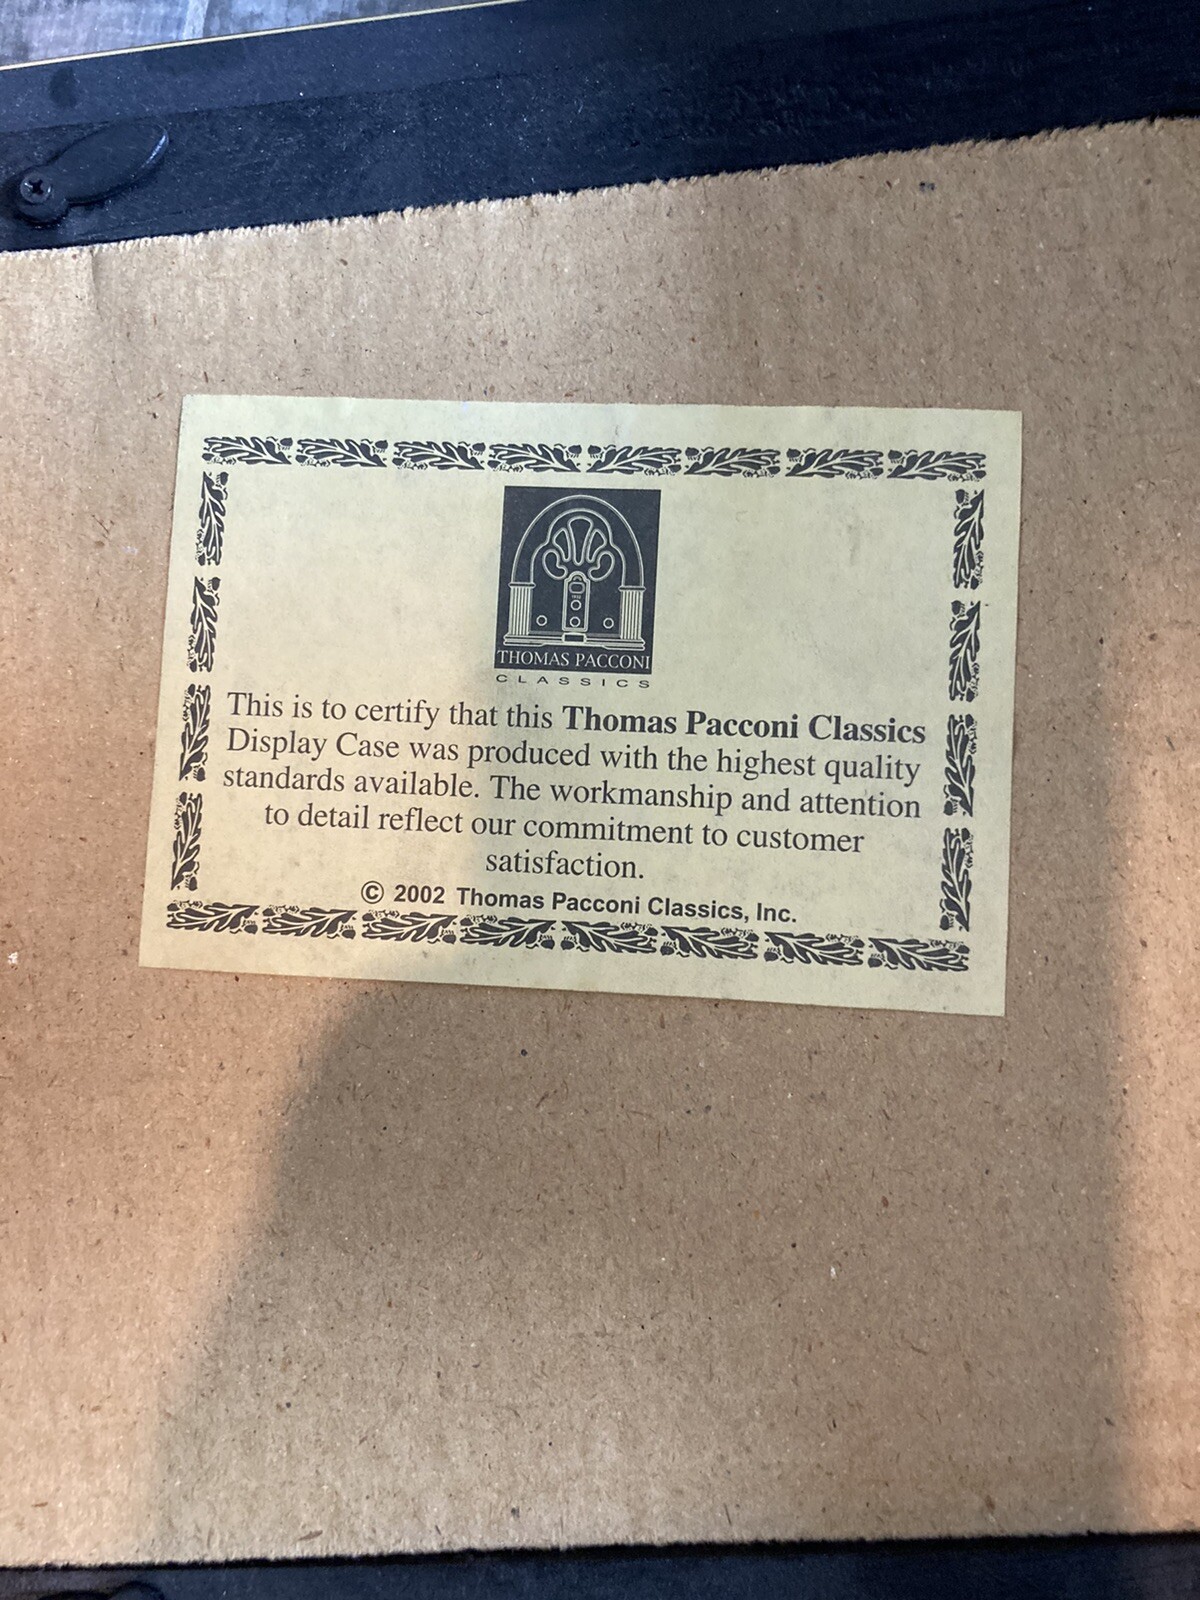 THOMAS PACCONI
CLASSICS
This is to certify that this Thomas Pacconi Classics
Display Case was produced with the highest quality
standards available. The workmanship and attention
to detail reflect our commitment to customer
satisfaction.
© 2002 Thomas Pacconi Classics, Inc.